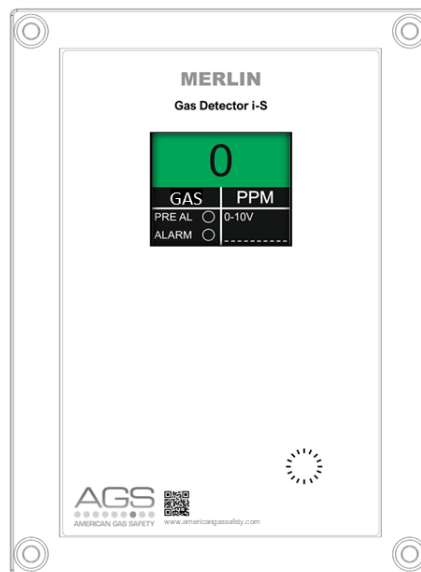 MERLIN
Gas Detector i-S
0
GAS PPM
PRE AL 0-10V
ALARM
AGS
AMERICAN GAS SAFETY www.americangassafety.com